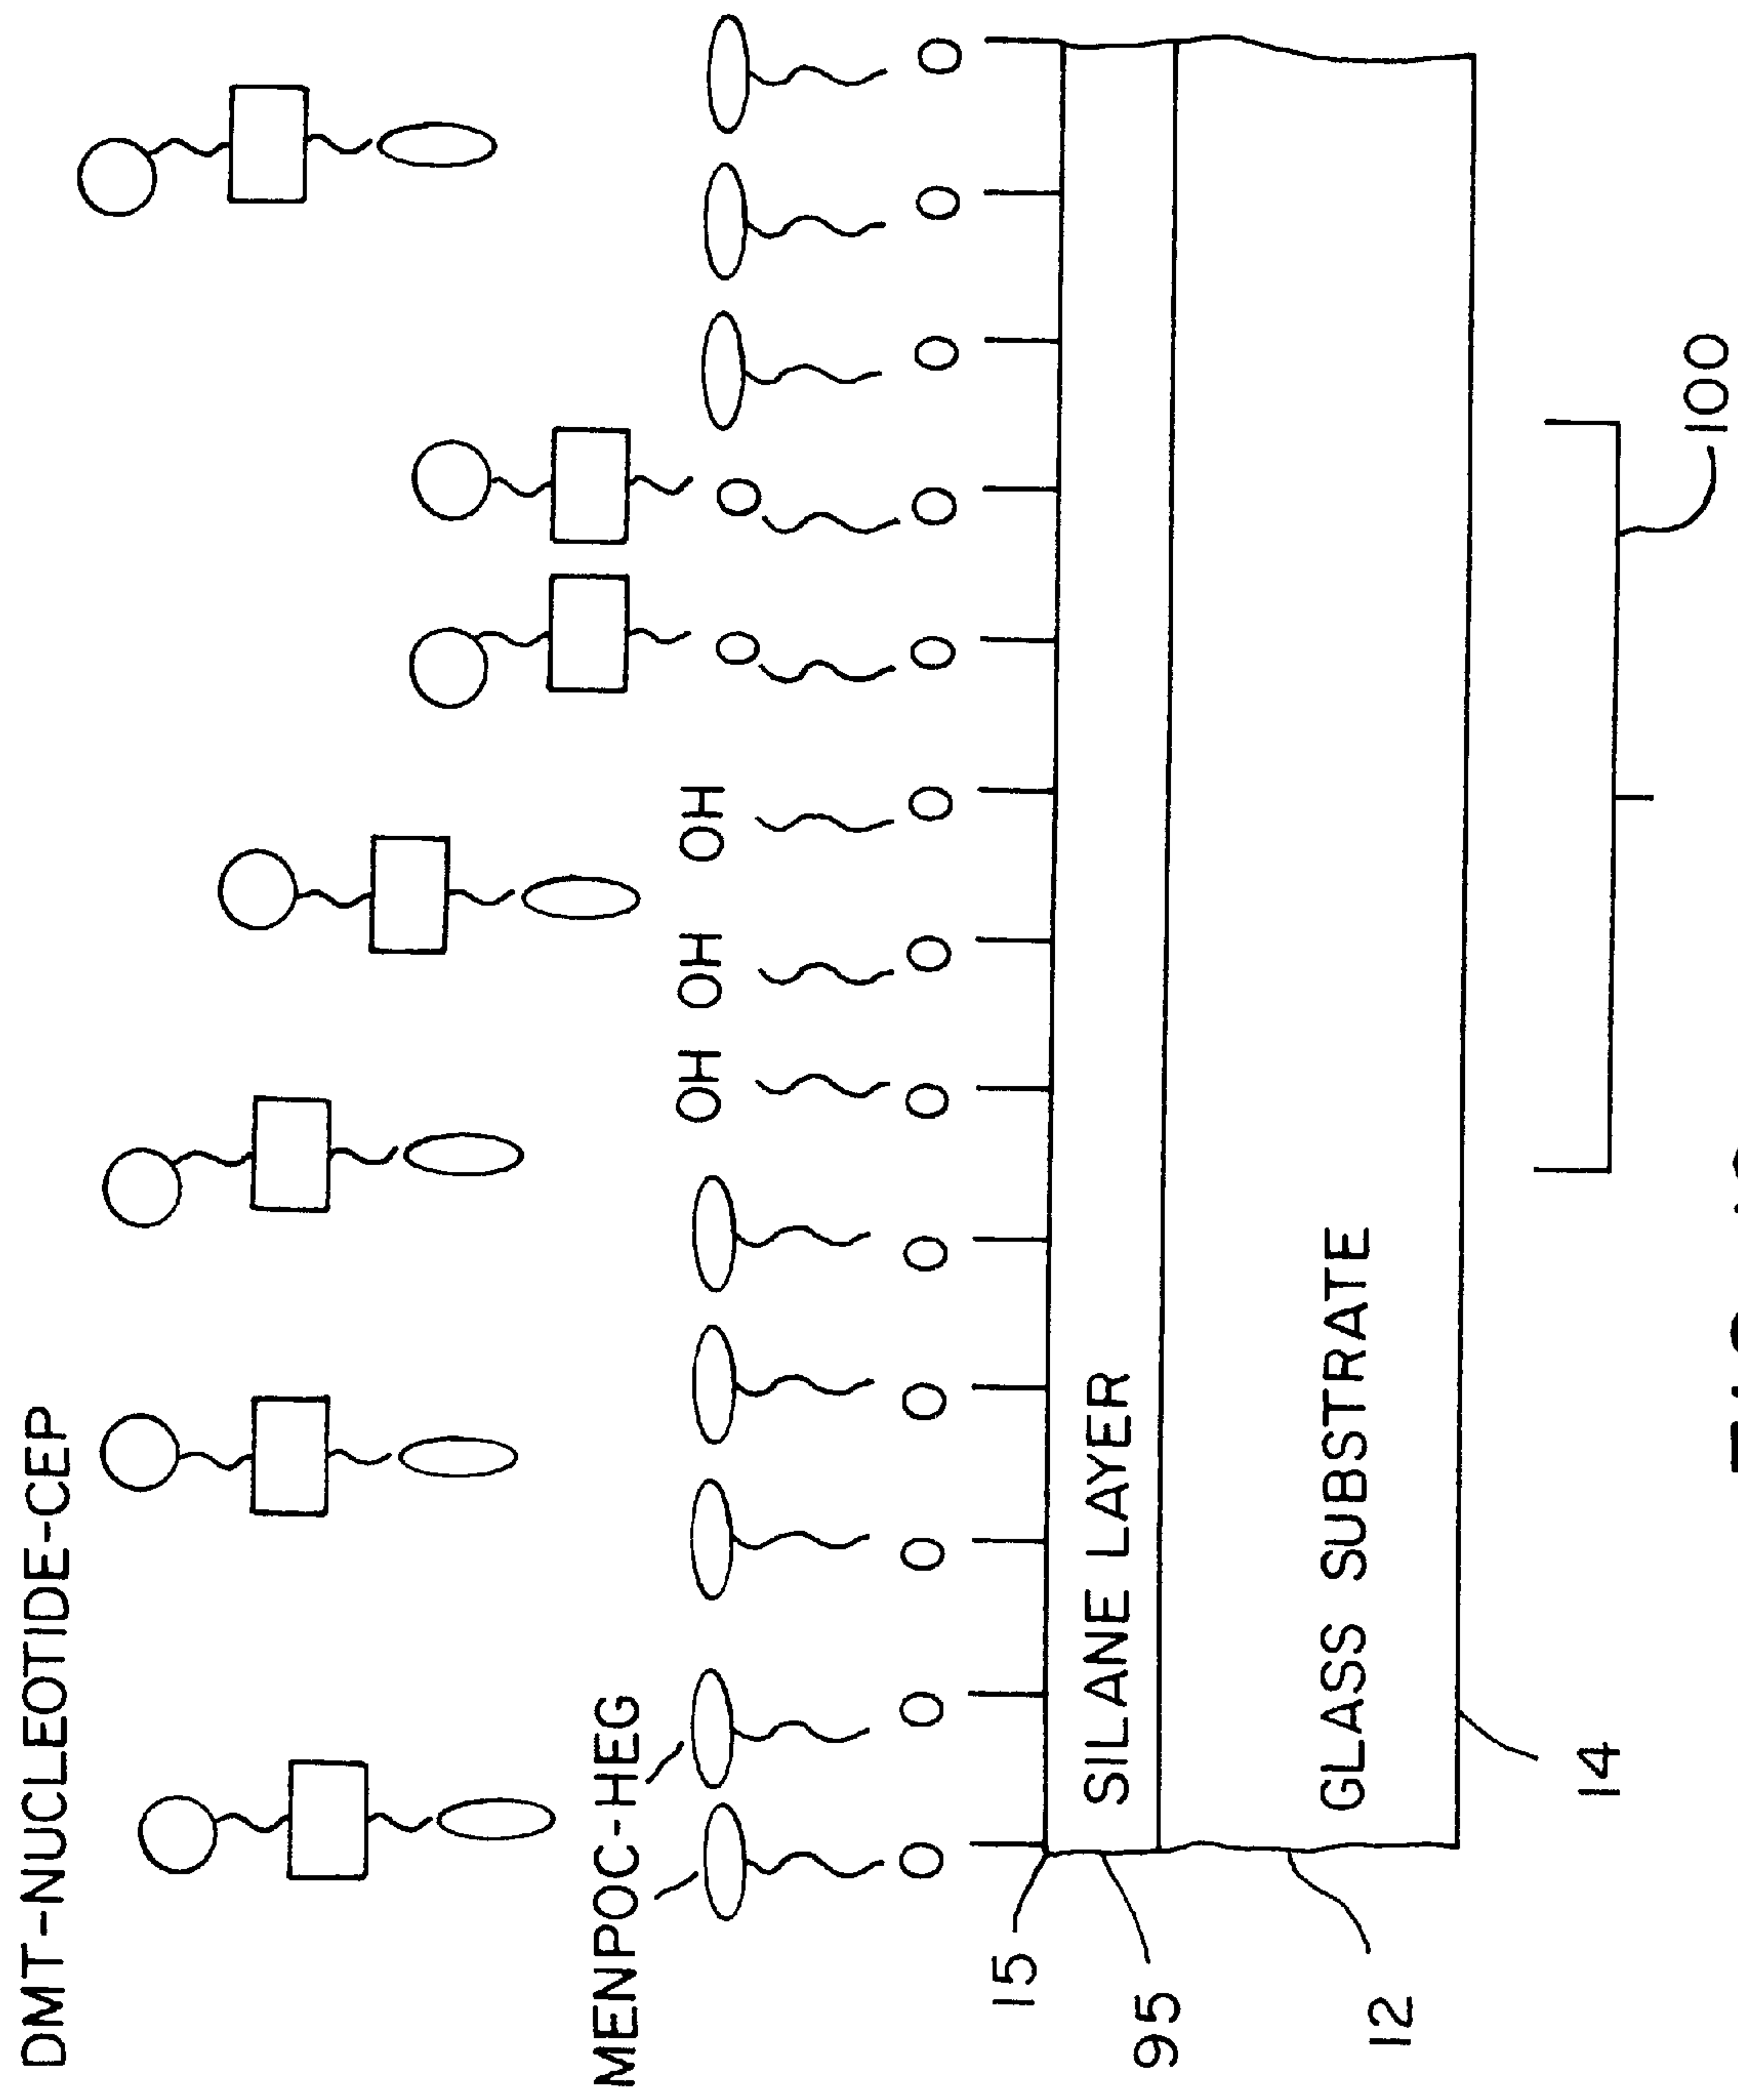 DMT-NUCLEOTIDE-CEP
MENPOC-HEG
OH OH OH
O O O O
O O O O O O O O O O O O O
15
SILANE LAYER
95
GLASS SUBSTRATE
12
14
100